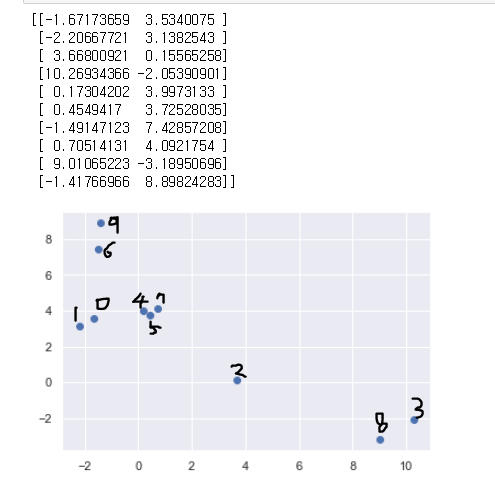 [[-1.67173659 3.5340075 ]
[-2.20667721 3.1382543 ]
[ 3.66800921 0.15565258]
[10.26934366 -2.05390901]
[ 0.17304202 3.9973133 ]
[ 0.4549417 3.72528035]
[-1.49147123 7.42857208]
[ 0.70514131 4.0921754 ]
[ 9.01065223 -3.18950696]
[-1.41766966 8.89824283]]
9
8
6
6
1 0 4 7
4
5
2
2
0
8 3
-2
-2 0 2 4 6 8 10